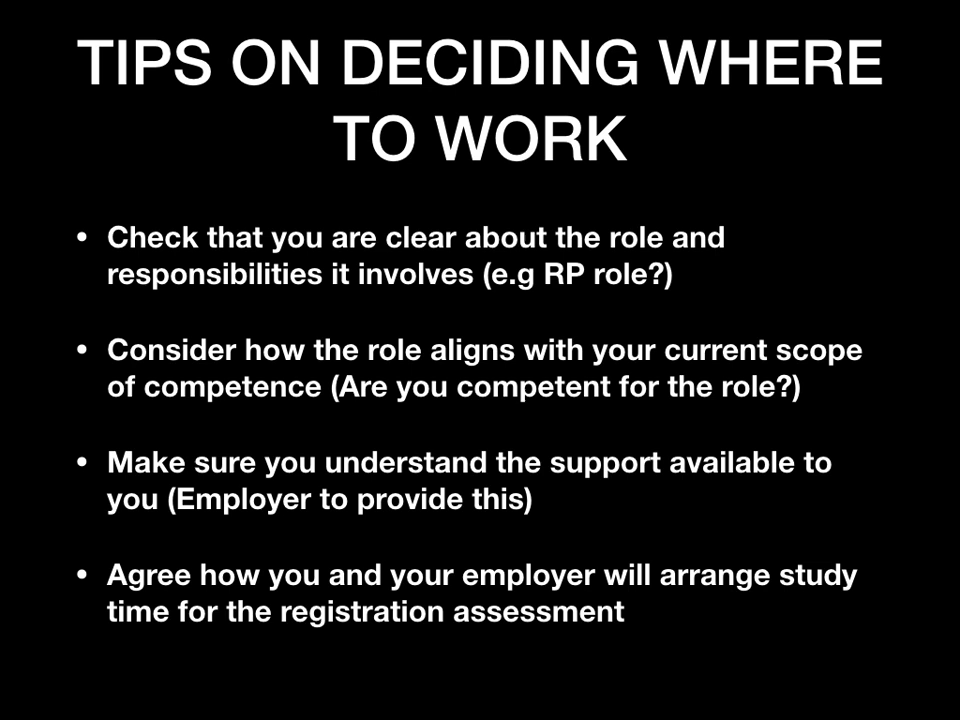 TIPS ON DECIDING WHERE
TO WORK
• Check that you are clear about the role and
responsibilities it involves (e.g RP role?)
• Consider how the role aligns with your current scope
of competence (Are you competent for the role?)
• Make sure you understand the support available to
you (Employer to provide this)
• Agree how you and your employer will arrange study
time for the registration assessment